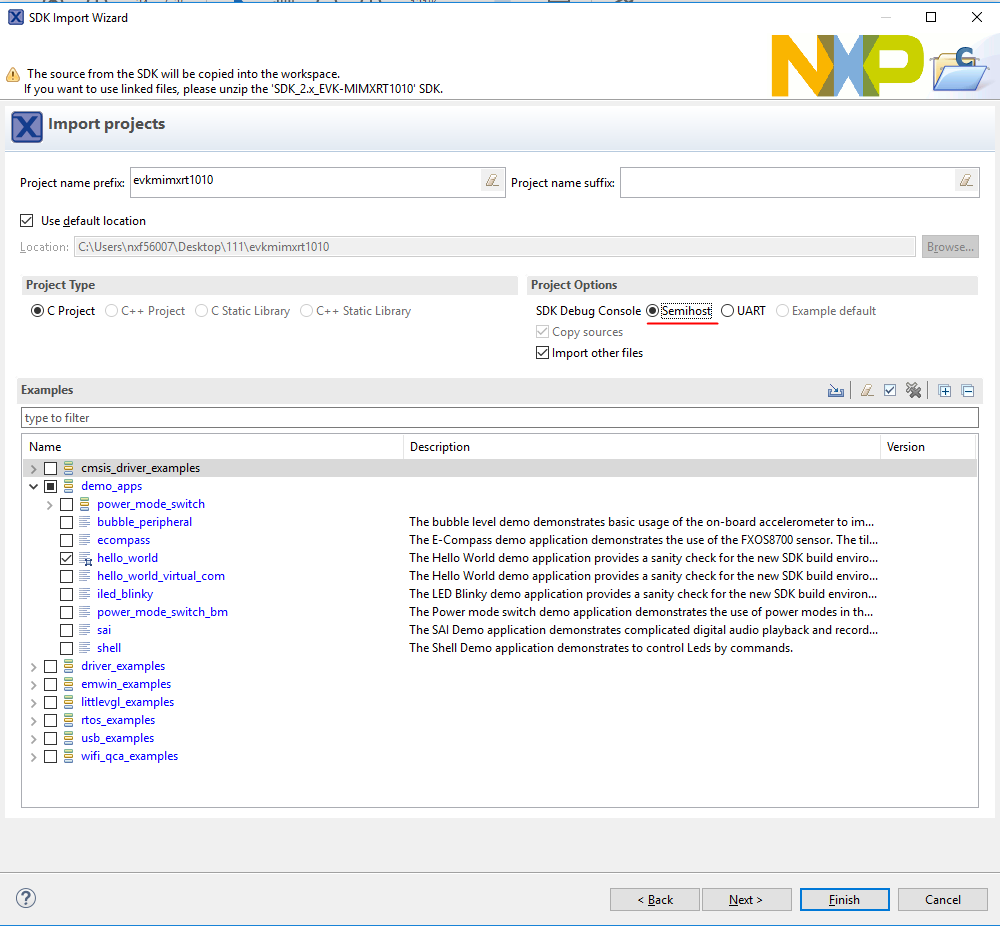 SDK Import Wizard
The source from the SDK will be copied into the workspace.
If you want to use linked files, please unzip the 'SDK_2.x_EVK-MIMXRT1010' SDK.
NXP
C
X Import projects
Project name prefix: evkmimxrt1010 Project name suffix:
Use default location
Location: C:\Users\nxf56007\Desktop\111\evkmimxrt1010 Browse...
Project Type Project Options
C Project C++ Project C Static Library C++ Static Library SDK Debug Console Semihost UART Example default
Copy sources
Import other files
Examples
type to filter
Name Description Version
cmsis_driver_examples
demo_apps
power_mode_switch
bubble_peripheral The bubble level demo demonstrates basic usage of the on-board accelerometer to im...
ecompass The E-Compass demo application demonstrates the use of the FXOS8700 sensor. The til...
hello_world The Hello World demo application provides a sanity check for the new SDK build enviro...
hello_world_virtual_com The Hello World demo application provides a sanity check for the new SDK build enviro...
iled_blinky The LED Blinky demo application provides a sanity check for the new SDK build environ...
power_mode_switch_bm The Power mode switch demo application demonstrates the use of power modes in th...
sai The SAI Demo application demonstrates complicated digital audio playback and record...
shell The Shell Demo application demonstrates to control Leds by commands.
driver_examples
emwin_examples
littlevgl_examples
rtos_examples
usb_examples
wifi_qca_examples
? < Back Next > Finish Cancel